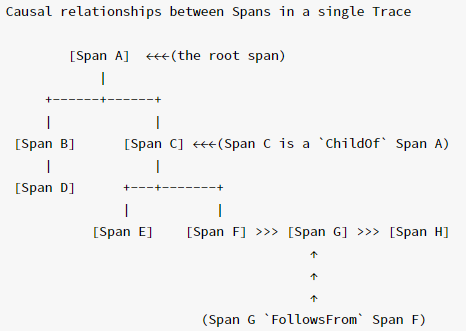 Causal relationships between Spans in a single Trace
[Span A] ←←←(the root span)
|
+------+------+
| |
[Span B] [Span C] ←←←(Span C is a `ChildOf` Span A)
| |
[Span D] +---+-------+
| |
[Span E] [Span F] >>> [Span G] >>> [Span H]
↑
↑
↑
(Span G `FollowsFrom` Span F)